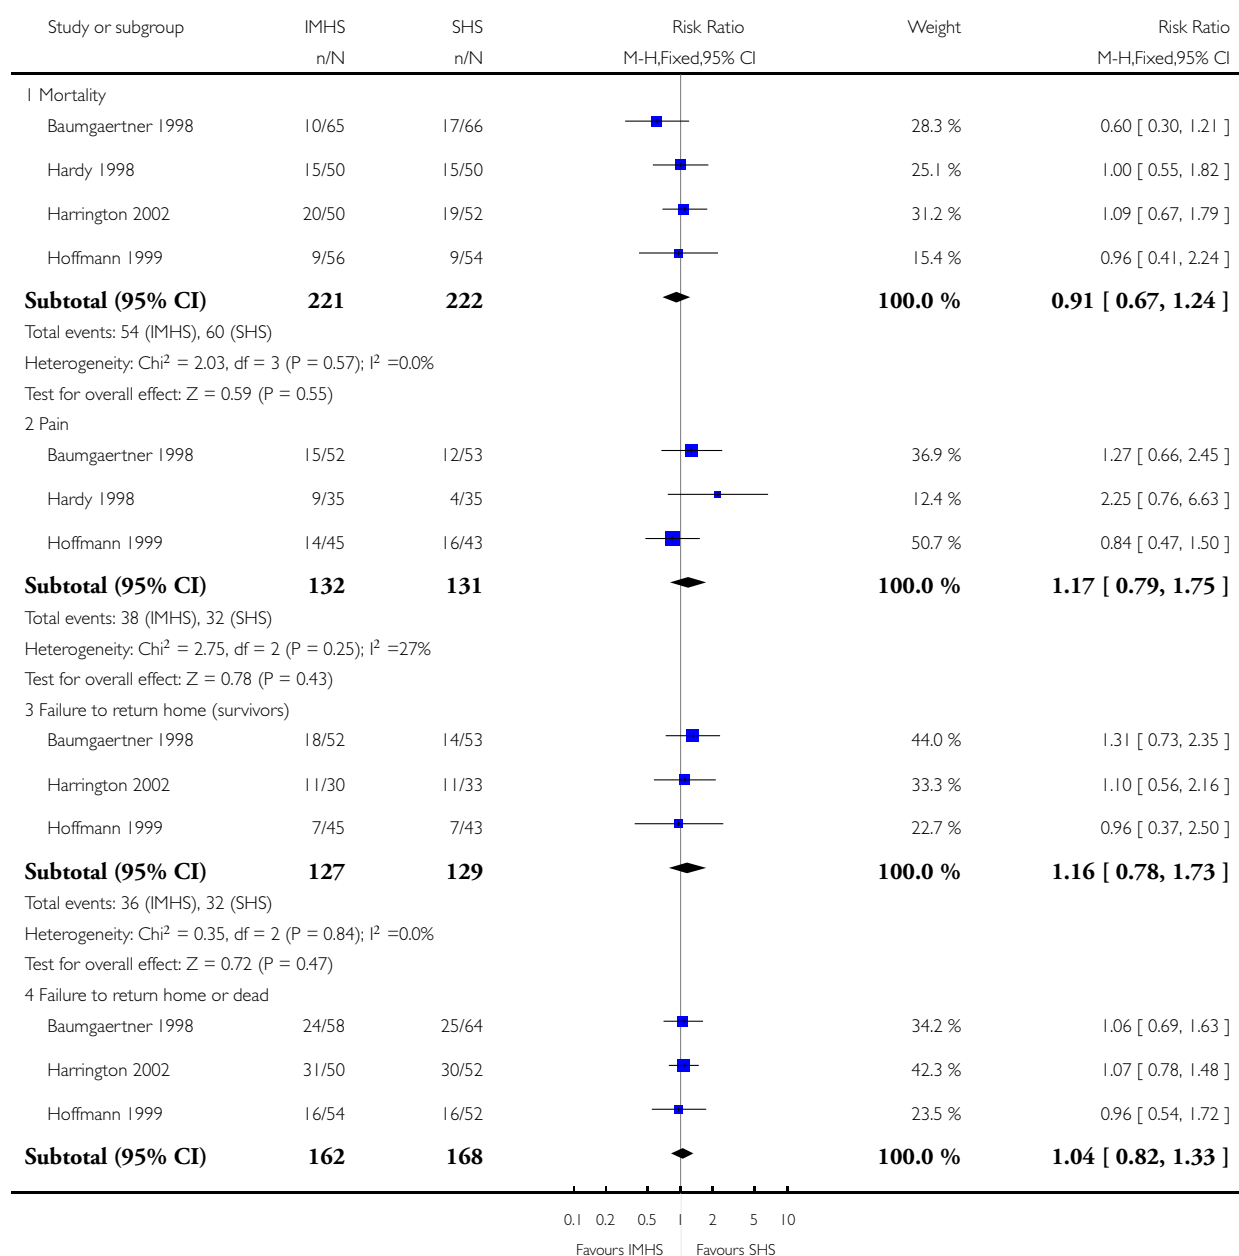 Study or subgroup IMHS SHS Risk Ratio Weight Risk Ratio
n/N n/N M-H,Fixed,95% CI M-H,Fixed,95% CI
1 Mortality
Baumgaertner 1998 10/65 17/66 28.3 % 0.60 [ 0.30, 1.21 ]
Hardy 1998 15/50 15/50 25.1 % 1.00 [ 0.55, 1.82 ]
Harrington 2002 20/50 19/52 31.2 % 1.09 [ 0.67, 1.79 ]
Hoffmann 1999 9/56 9/54 15.4 % 0.96 [ 0.41, 2.24 ]
Subtotal (95% CI) 221 222 100.0 % 0.91 [ 0.67, 1.24 ]
Total events: 54 (IMHS), 60 (SHS)
Heterogeneity: Chi² = 2.03, df = 3 (P = 0.57); I² =0.0%
Test for overall effect: Z = 0.59 (P = 0.55)
2 Pain
Baumgaertner 1998 15/52 12/53 36.9 % 1.27 [ 0.66, 2.45 ]
Hardy 1998 9/35 4/35 12.4 % 2.25 [ 0.76, 6.63 ]
Hoffmann 1999 14/45 16/43 50.7 % 0.84 [ 0.47, 1.50 ]
Subtotal (95% CI) 132 131 100.0 % 1.17 [ 0.79, 1.75 ]
Total events: 38 (IMHS), 32 (SHS)
Heterogeneity: Chi² = 2.75, df = 2 (P = 0.25); I² =27%
Test for overall effect: Z = 0.78 (P = 0.43)
3 Failure to return home (survivors)
Baumgaertner 1998 18/52 14/53 44.0 % 1.31 [ 0.73, 2.35 ]
Harrington 2002 11/30 11/33 33.3 % 1.10 [ 0.56, 2.16 ]
Hoffmann 1999 7/45 7/43 22.7 % 0.96 [ 0.37, 2.50 ]
Subtotal (95% CI) 127 129 100.0 % 1.16 [ 0.78, 1.73 ]
Total events: 36 (IMHS), 32 (SHS)
Heterogeneity: Chi² = 0.35, df = 2 (P = 0.84); I² =0.0%
Test for overall effect: Z = 0.72 (P = 0.47)
4 Failure to return home or dead
Baumgaertner 1998 24/58 25/64 34.2 % 1.06 [ 0.69, 1.63 ]
Harrington 2002 31/50 30/52 42.3 % 1.07 [ 0.78, 1.48 ]
Hoffmann 1999 16/54 16/52 23.5 % 0.96 [ 0.54, 1.72 ]
Subtotal (95% CI) 162 168 100.0 % 1.04 [ 0.82, 1.33 ]
0.1 0.2 0.5 1 2 5 10
Favours IMHS Favours SHS